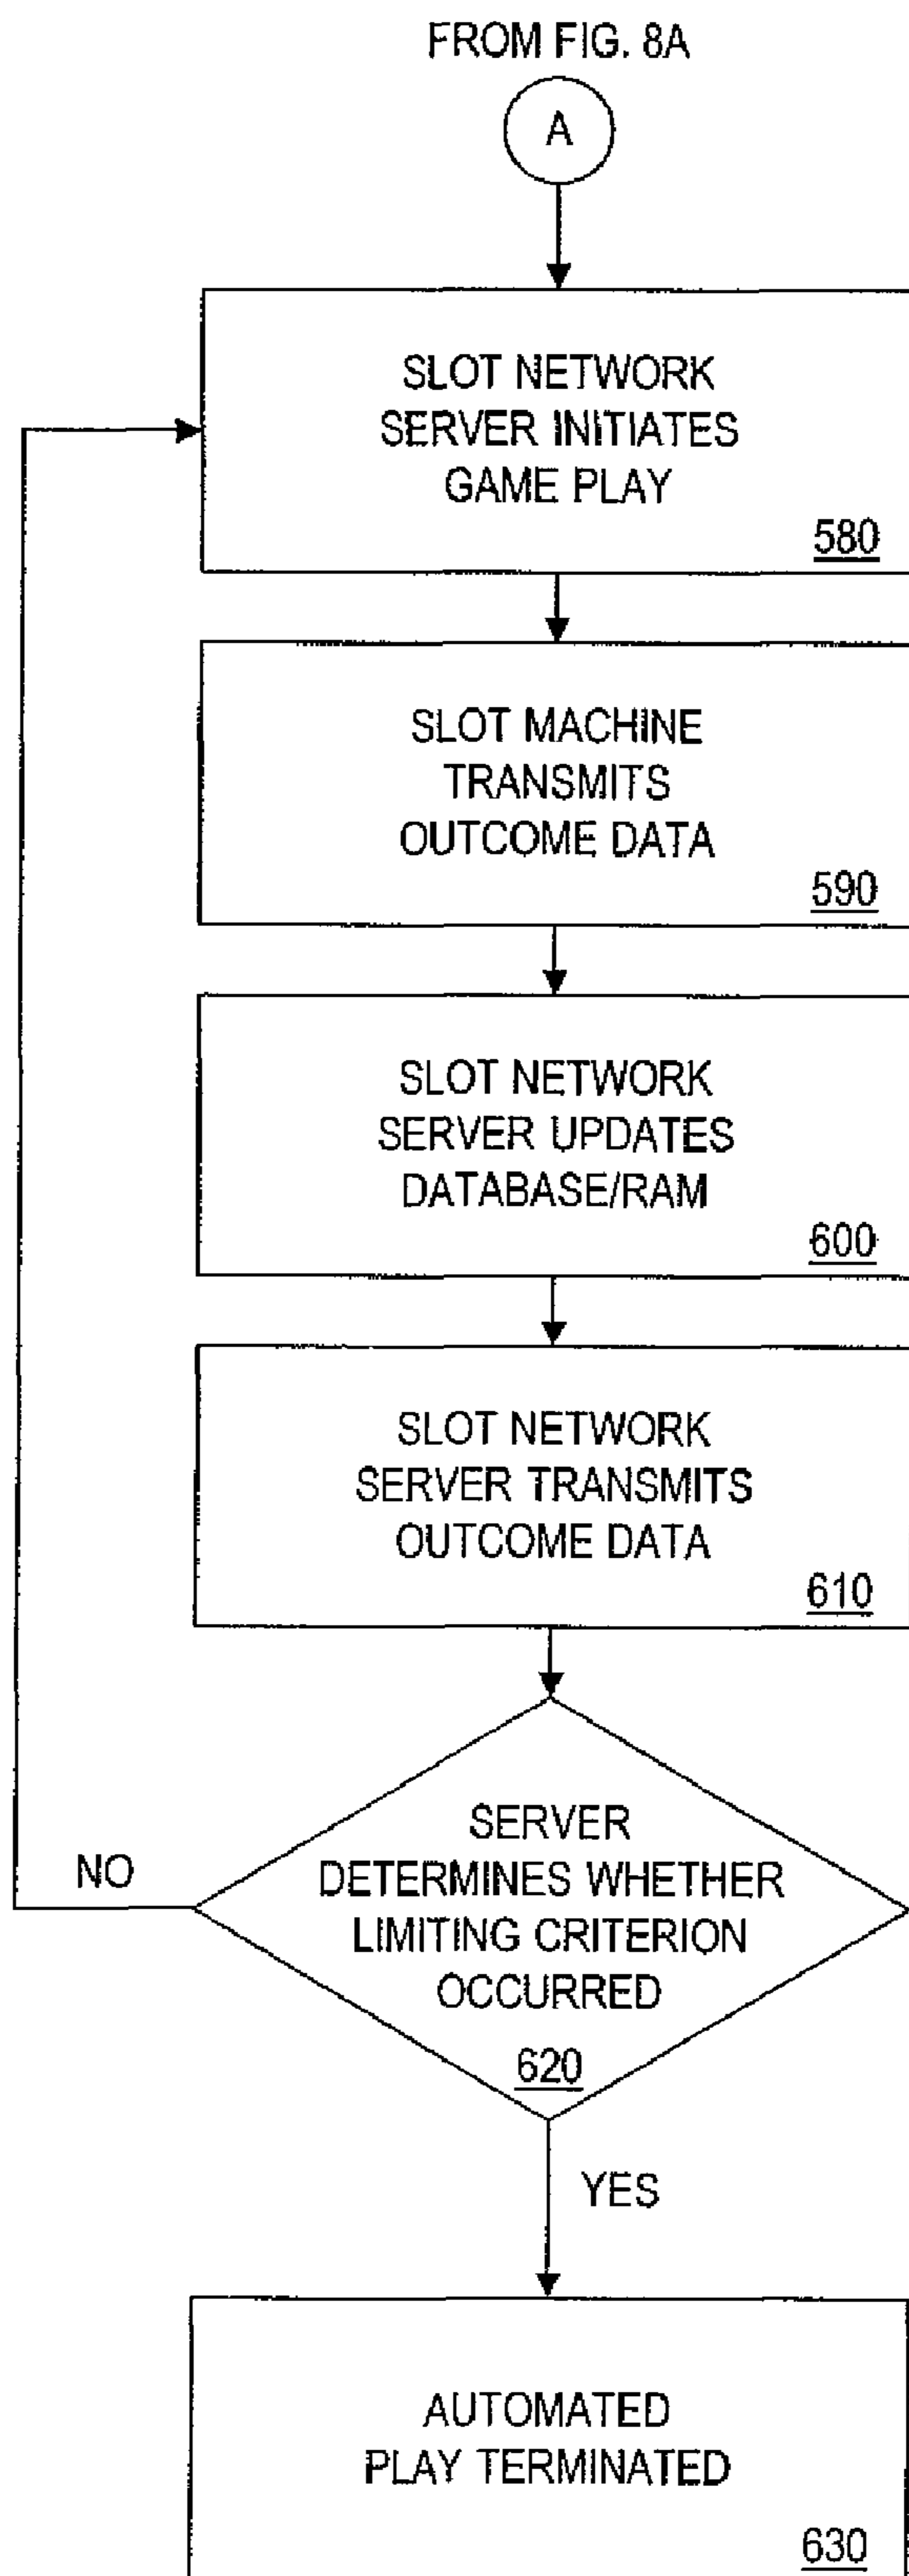 FROM FIG. 8A
A
SLOT NETWORK
SERVER INITIATES
GAME PLAY
580
SLOT MACHINE
TRANSMITS
OUTCOME DATA
590
SLOT NETWORK
SERVER UPDATES
DATABASE/RAM
600
SLOT NETWORK
SERVER TRANSMITS
OUTCOME DATA
610
SERVER
DETERMINES WHETHER
LIMITING CRITERION
OCCURRED
620
NO
YES
AUTOMATED
PLAY TERMINATED
630